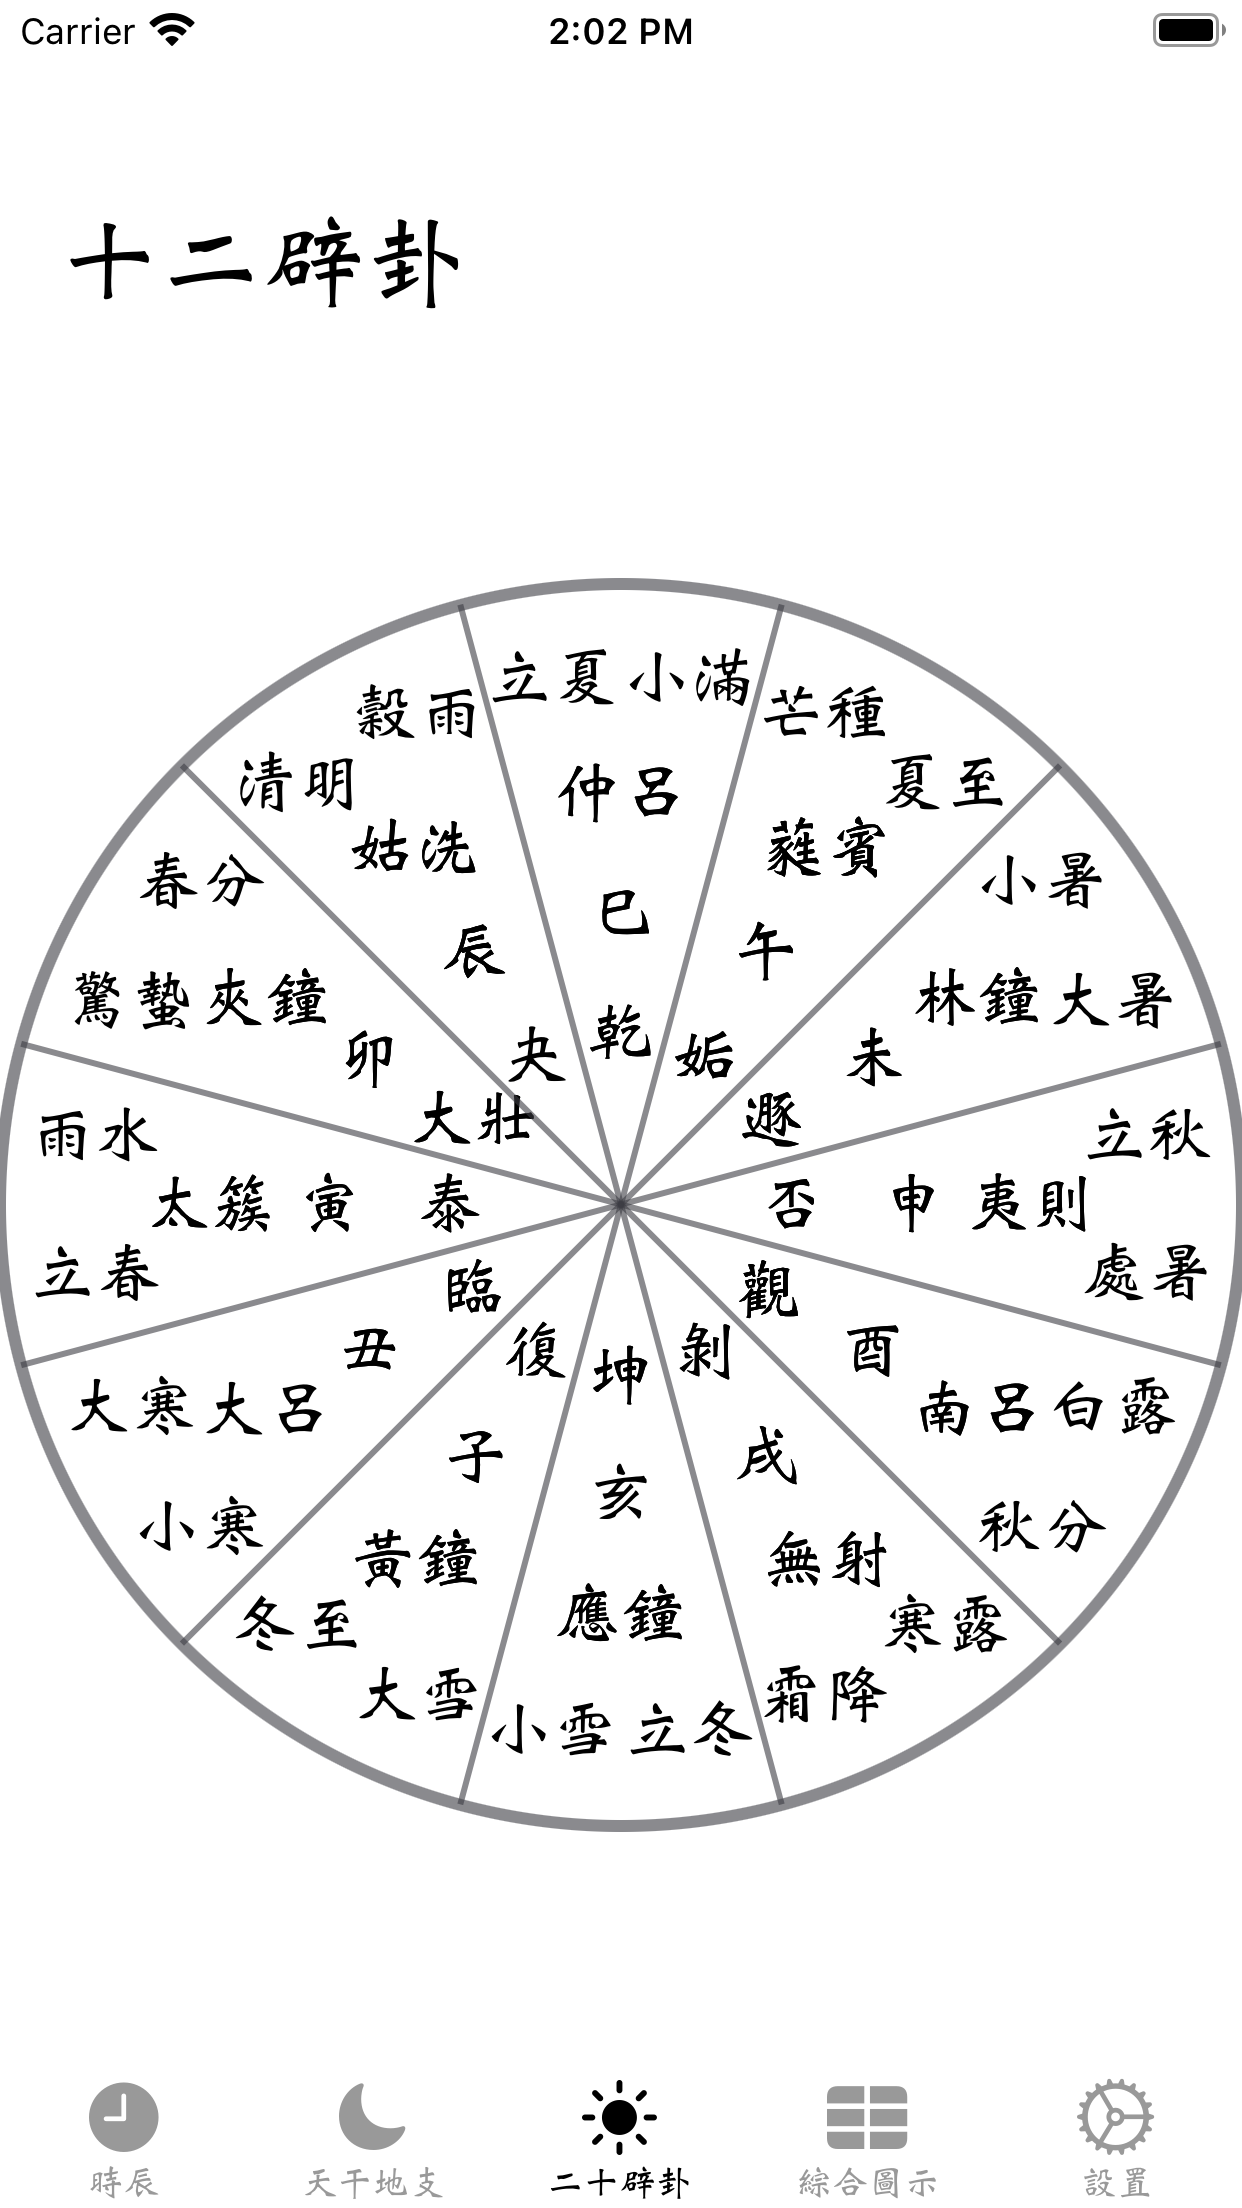 Carrier
2:02 PM
十二辟卦
立夏 小滿
仲呂
巳
乾
芒種
夏至
蕤賓
午
姤
小暑
林鐘 大暑
未
遯
立秋
否 申 夷則
處暑
觀
酉
南呂 白露
秋分
剝
戌
無射
寒露
霜降
坤
亥
應鐘
小雪 立冬
復
子
黃鐘
冬至
大雪
臨
丑
大寒 大呂
小寒
雨水
太簇 寅 泰
立春
春分
驚蟄 夾鐘
卯
大壯
穀雨
清明
姑洗
辰
夬
時辰
天干地支
二十辟卦
綜合圖示
設置